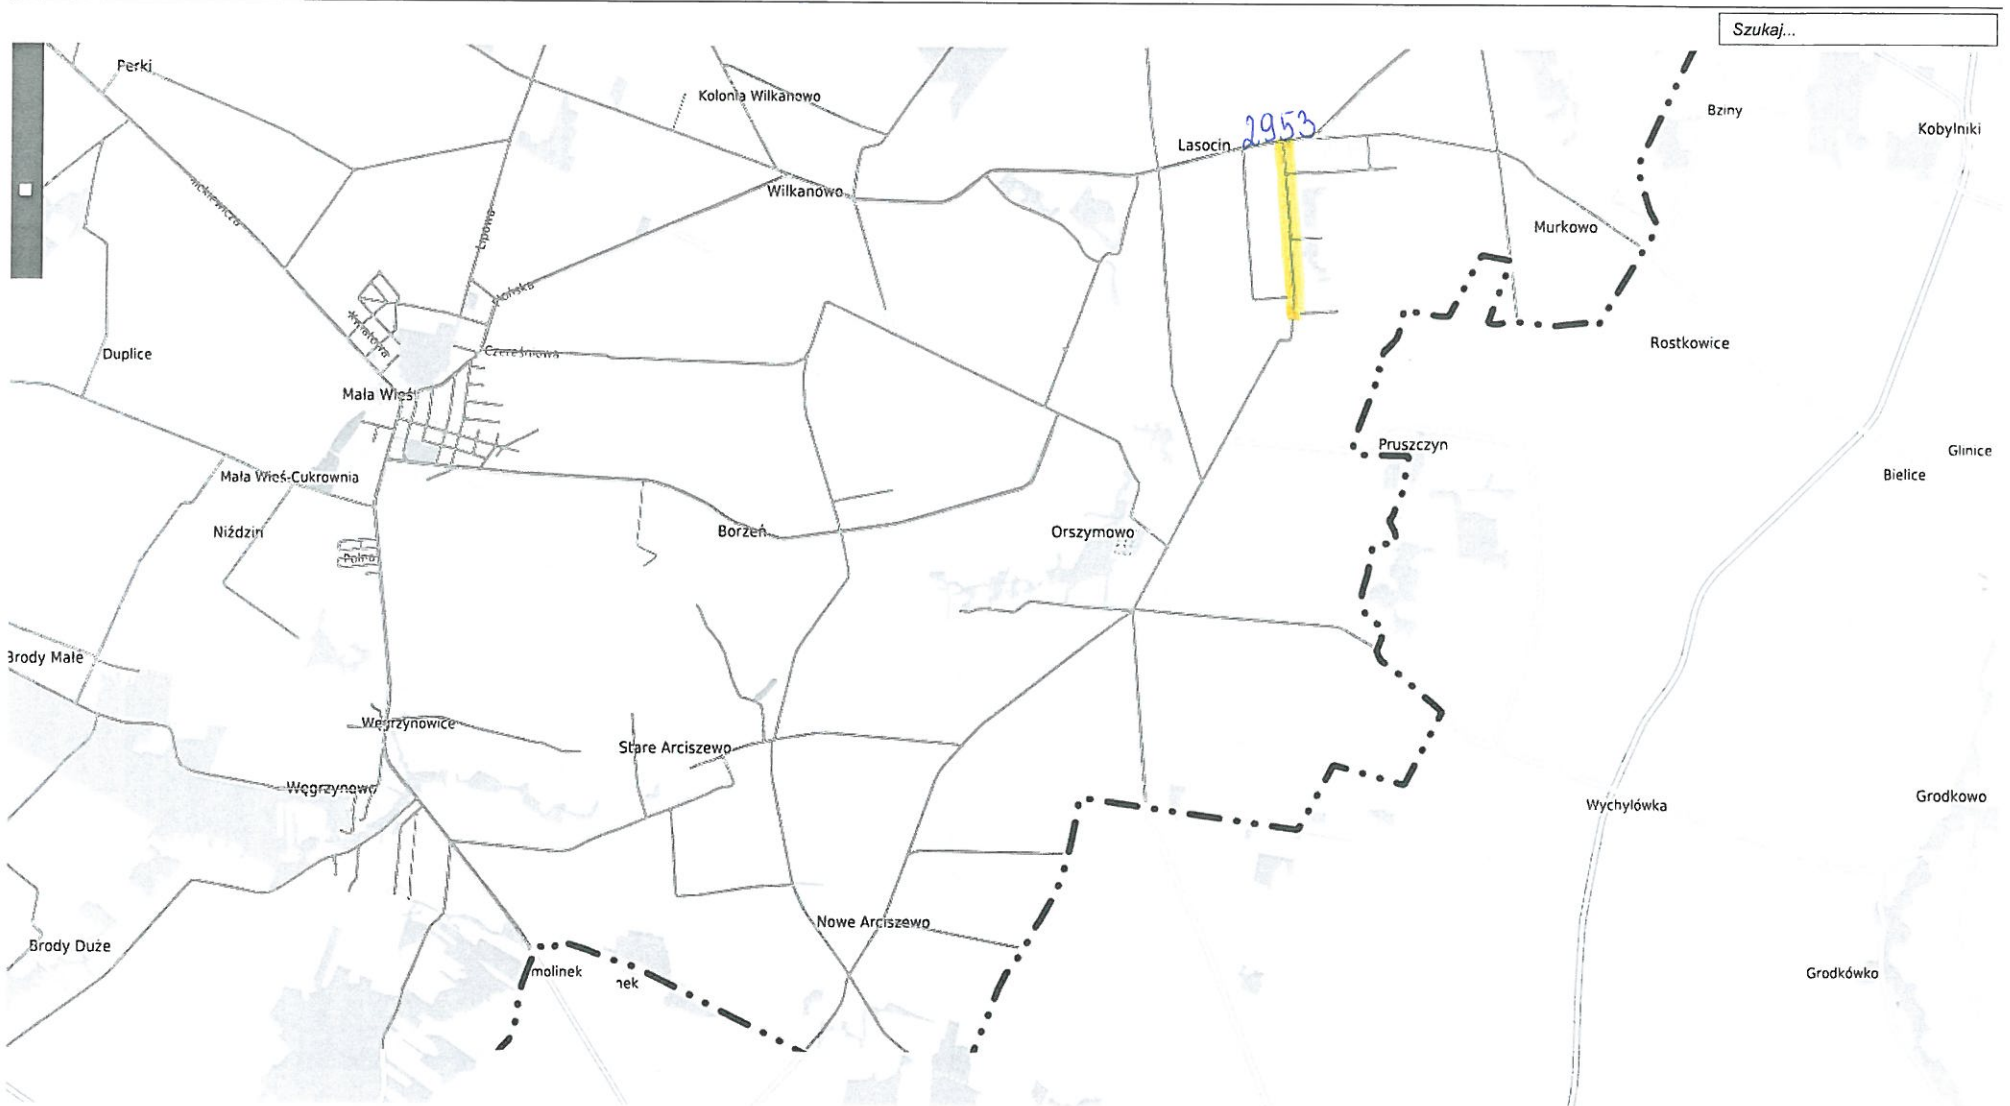 Szukaj...
Perki
Kolonia Wilkanowo
Bziny
2953
Kobylniki
Lasocin
Wilkanowo
Lipowa
Murkowo
Płońska
Kwiatowa
Rostkowice
Czereśniowa
Duplice
Mała Wieś
Pruszczyn
Glinice
Bielice
Mała Wieś-Cukrownia
Niździn
Borzeń
Orszymowo
Polna
Brody Małe
Węgrzynowice
Stare Arciszewo
Węgrzynowo
Wychylówka
Grodkowo
Nowe Arciszewo
Brody Duże
molinek
nek
Grodkówko